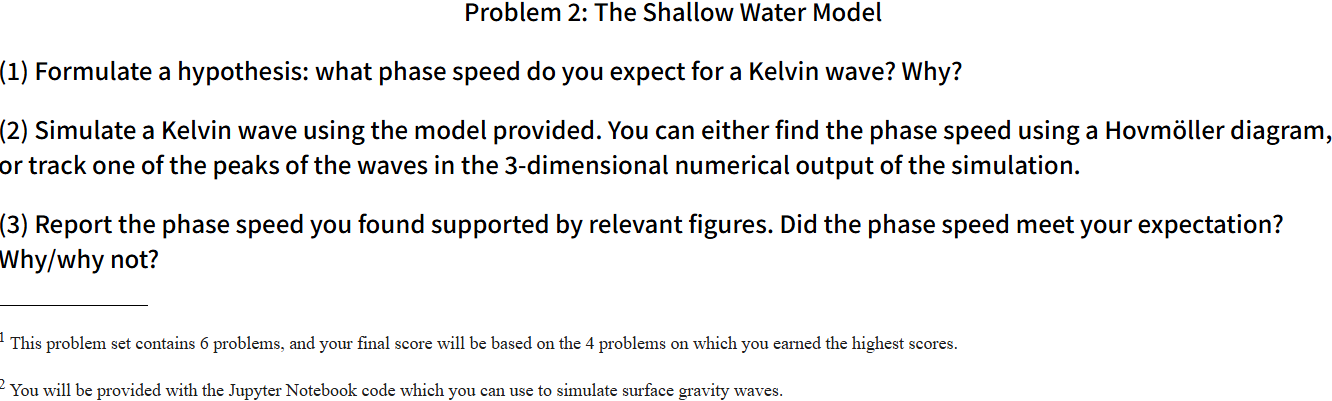 Problem 2: The Shallow Water Model
(1) Formulate a hypothesis: what phase speed do you expect for a Kelvin wave? Why?
(2) Simulate a Kelvin wave using the model provided. You can either find the phase speed using a Hovmöller diagram,
or track one of the peaks of the waves in the 3-dimensional numerical output of the simulation.
(3) Report the phase speed you found supported by relevant figures. Did the phase speed meet your expectation?
Why/why not?
1 This problem set contains 6 problems, and your final score will be based on the 4 problems on which you earned the highest scores.
2 You will be provided with the Jupyter Notebook code which you can use to simulate surface gravity waves.